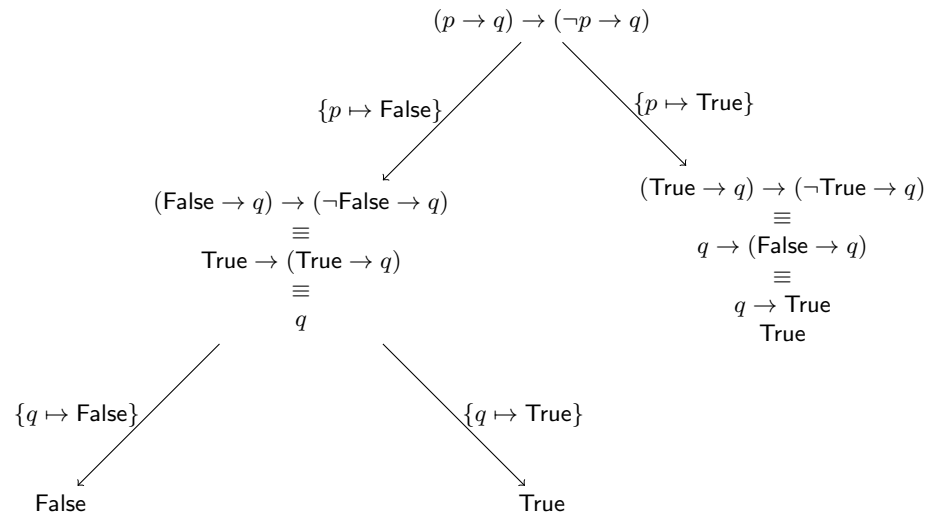 (p → q) → (¬p → q)
{p ↦ False}
{p ↦ True}
(False → q) → (¬False → q)
≡
True → (True → q)
≡
q
(True → q) → (¬True → q)
≡
q → (False → q)
≡
q → True
True
{q ↦ False}
{q ↦ True}
False
True